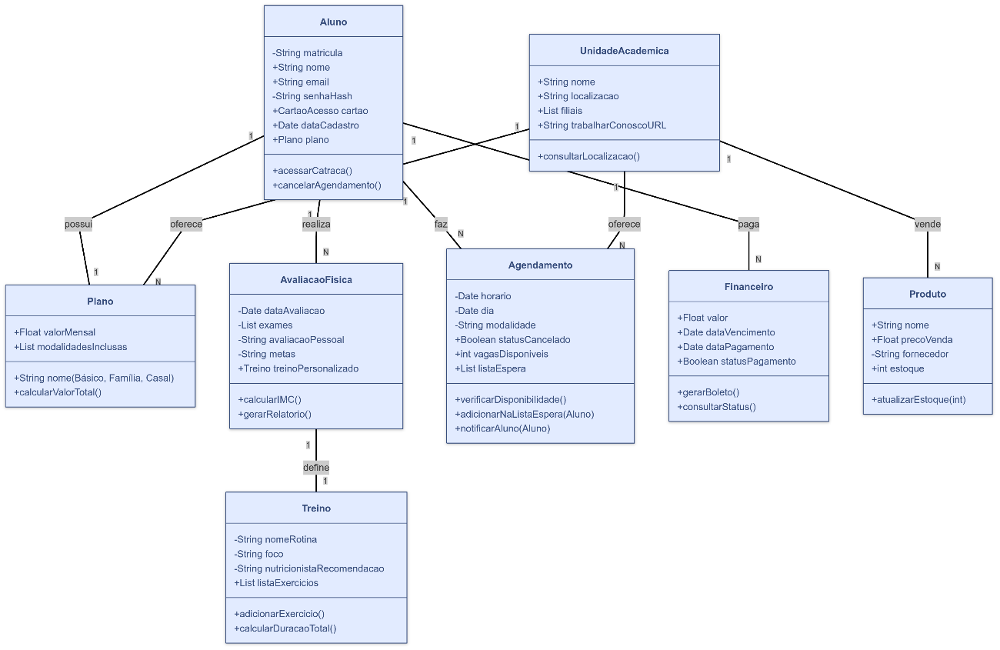 Aluno
-String matricula
+String nome
+String email
-String senhaHash
+CartaoAcesso cartao
+Date dataCadastro
+Plano plano
+acessarCatraca()
+cancelarAgendamento()
UnidadeAcademica
+String nome
+String localizacao
+List filiais
+String trabalharConoscoURL
+consultarLocalizacao()
1
1
1
1
1
1
1
possui
oferece
realiza
faz
oferece
paga
vende
1
N
N
N
N
N
N
Plano
+Float valorMensal
+List modalidadesInclusas
+String nome(Básico, Família, Casal)
+calcularValorTotal()
AvaliacaoFisica
-Date dataAvaliacao
-List exames
-String avaliacaoPessoal
-String metas
+Treino treinoPersonalizado
+calcularIMC()
+gerarRelatorio()
Agendamento
-Date horario
-Date dia
-String modalidade
+Boolean statusCancelado
+int vagasDisponiveis
+List listaEspera
+verificarDisponibilidade()
+adicionarNaListaEspera(Aluno)
+notificarAluno(Aluno)
Financeiro
+Float valor
+Date dataVencimento
+Date dataPagamento
+Boolean statusPagamento
+gerarBoleto()
+consultarStatus()
Produto
+String nome
+Float precoVenda
-String fornecedor
+int estoque
+atualizarEstoque(int)
1
define
1
Treino
-String nomeRotina
-String foco
-String nutricionistaRecomendacao
+List listaExercicios
+adicionarExercicio()
+calcularDuracaoTotal()